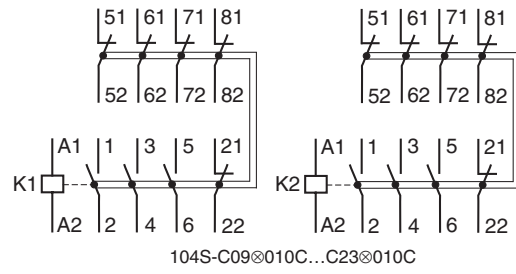 51 61 71 81 51 61 71 81
52 62 72 82 52 62 72 82
A1 1 3 5 21 A1 1 3 5 21
K1 K2
A2 2 4 6 22 A2 2 4 6 22
104S-C09⊗010C...C23⊗010C